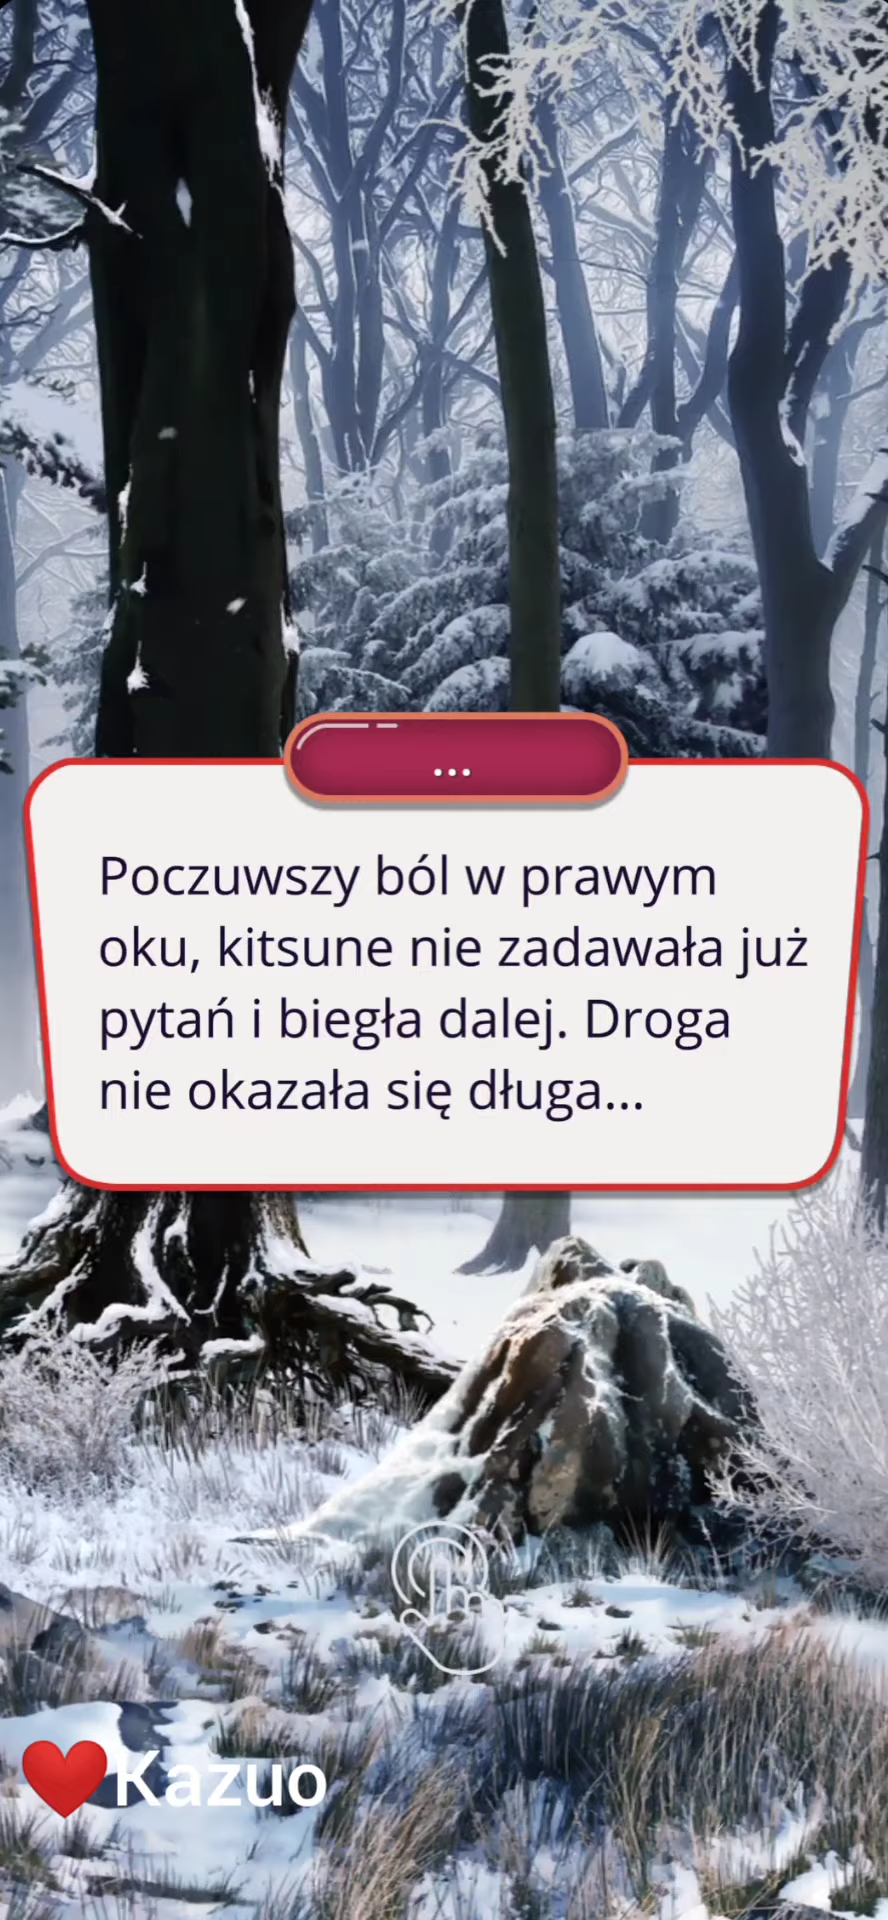 ...
Poczuwszy ból w prawym
oku, kitsune nie zadawała już
pytań i biegła dalej. Droga
nie okazała się długa...
❤️Kazuo